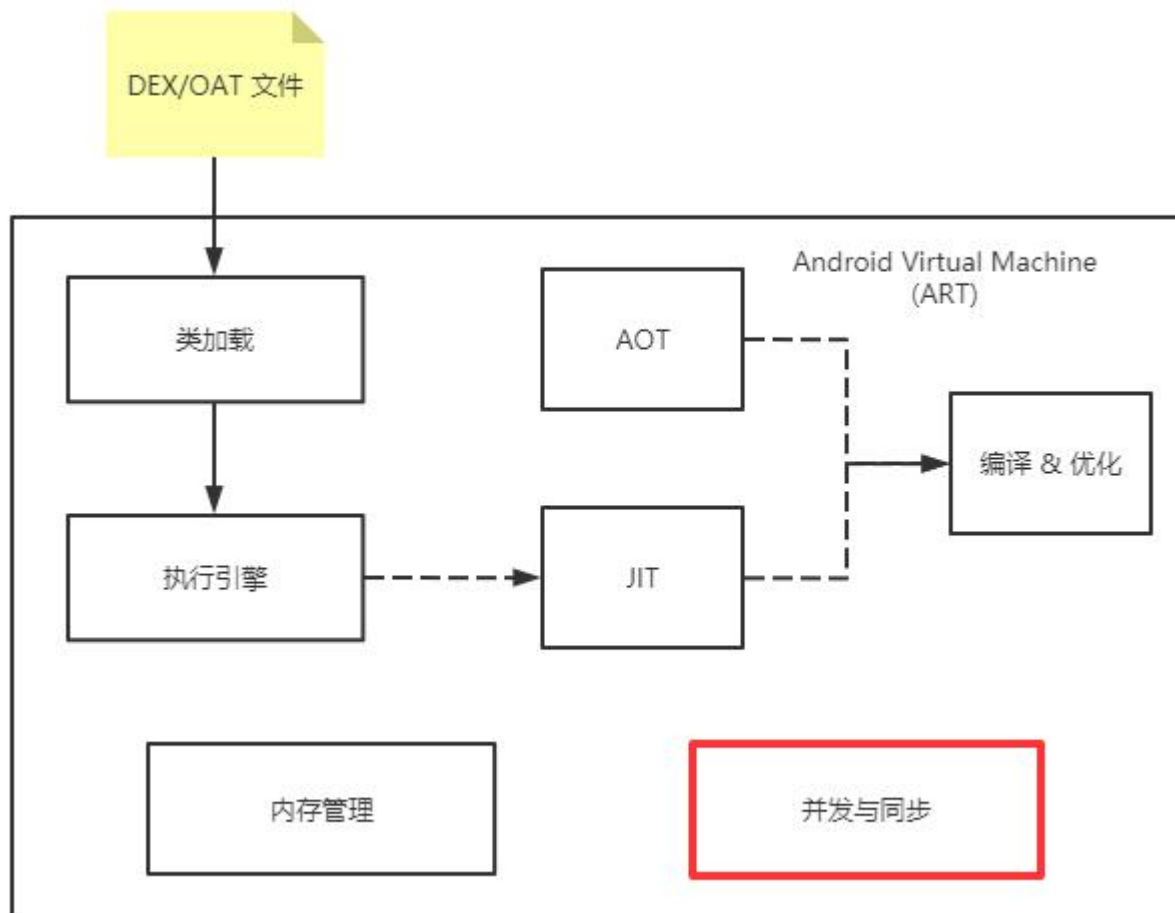 DEX/OAT 文件
Android Virtual Machine
(ART)
类加载
AOT
编译 & 优化
执行引擎
JIT
内存管理
并发与同步